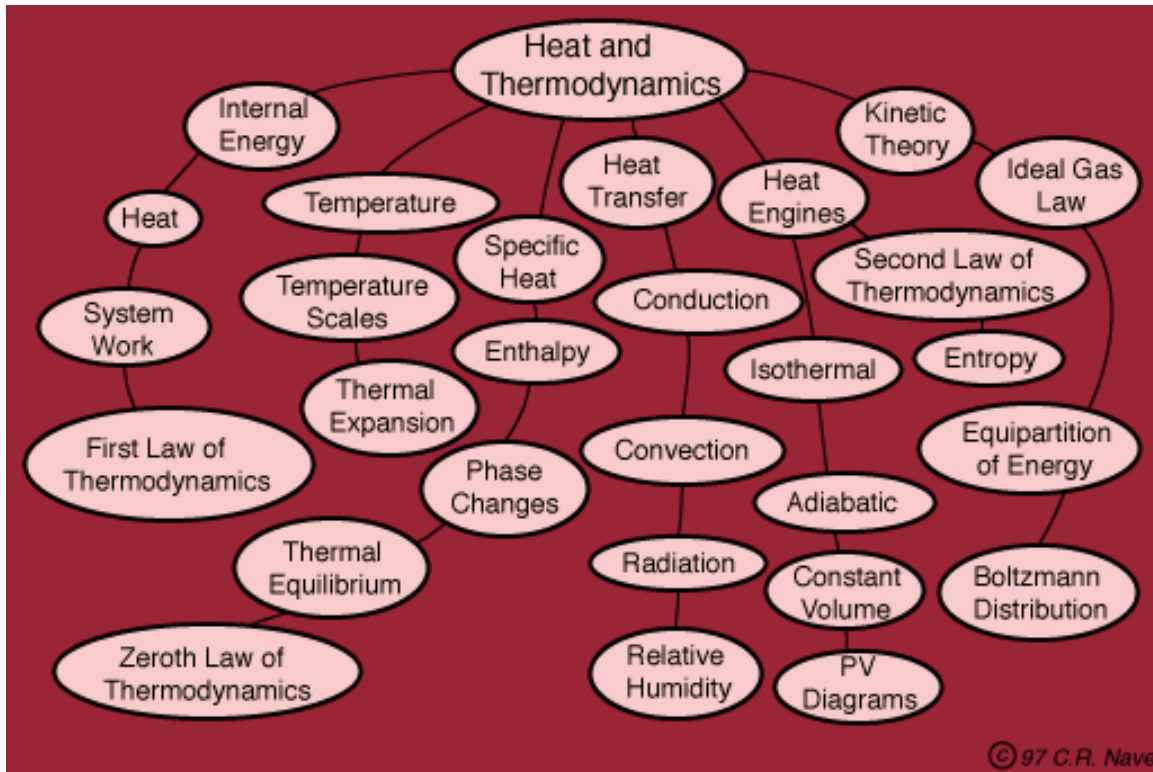 Heat and
Thermodynamics
Internal
Energy
Heat
System
Work
First Law of
Thermodynamics
Temperature
Temperature
Scales
Thermal
Expansion
Specific
Heat
Enthalpy
Phase
Changes
Thermal
Equilibrium
Zeroth Law of
Thermodynamics
Heat
Transfer
Conduction
Convection
Radiation
Relative
Humidity
Heat
Engines
Second Law of
Thermodynamics
Entropy
Isothermal
Adiabatic
Constant
Volume
PV
Diagrams
Kinetic
Theory
Ideal Gas
Law
Equipartition
of Energy
Boltzmann
Distribution
© 97 C.R. Nave